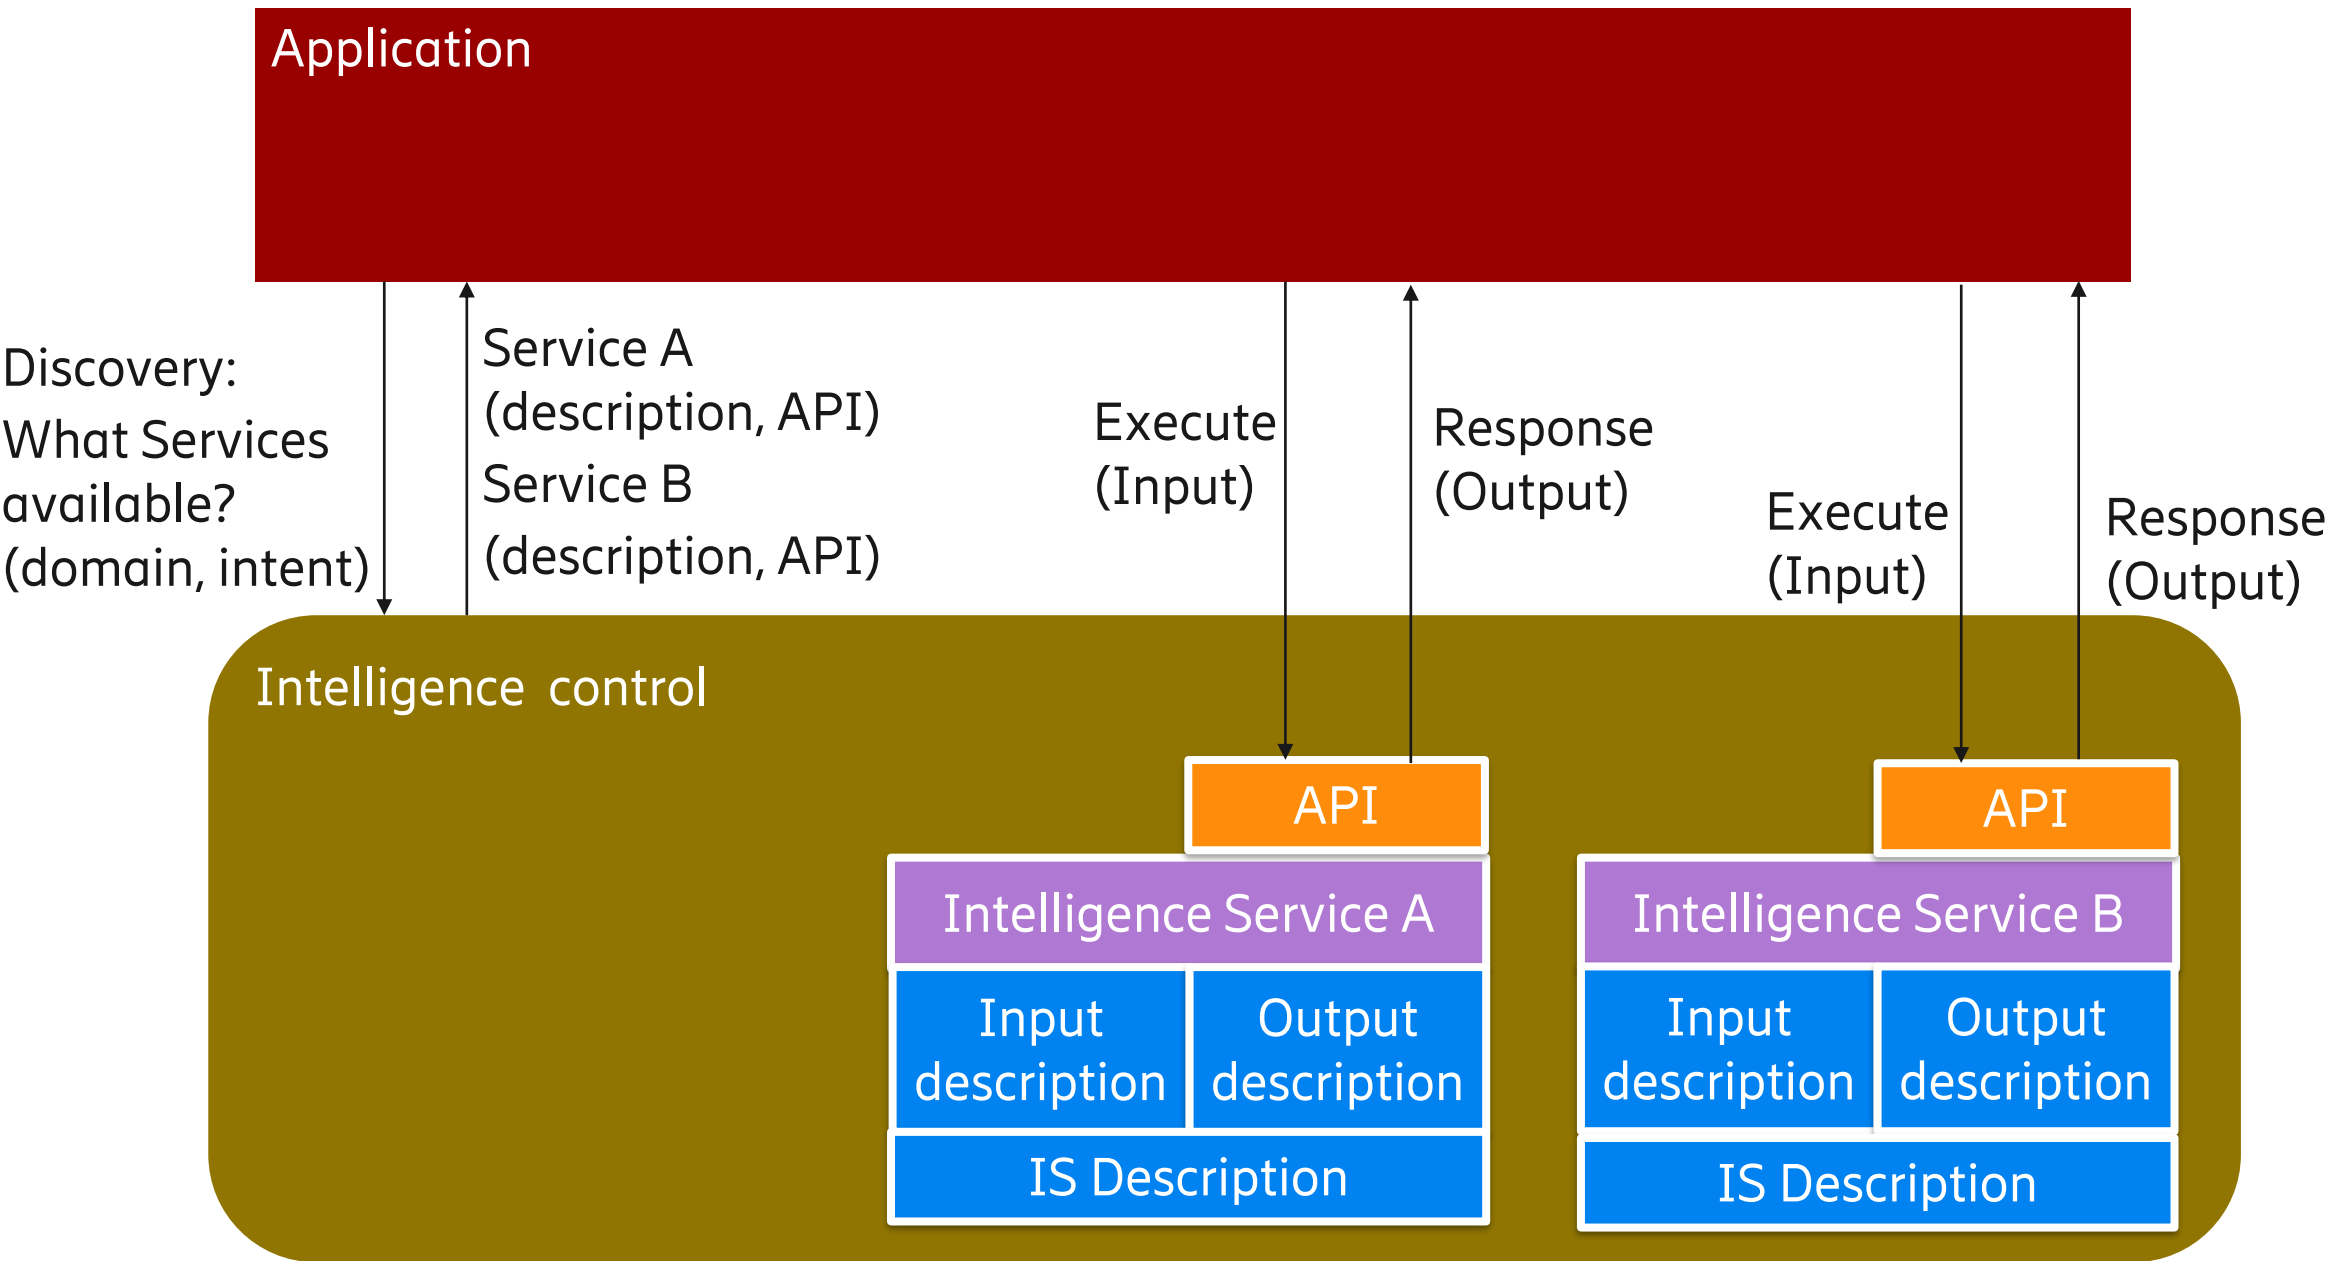 Application
Discovery:
What Services
available?
(domain, intent)
Service A
(description, API)
Service B
(description, API)
Execute
(Input)
Response
(Output)
Execute
(Input)
Response
(Output)
Intelligence  control
API
API
Intelligence Service A
Intelligence Service B
Input
description
Output
description
Input
description
Output
description
IS Description
IS Description